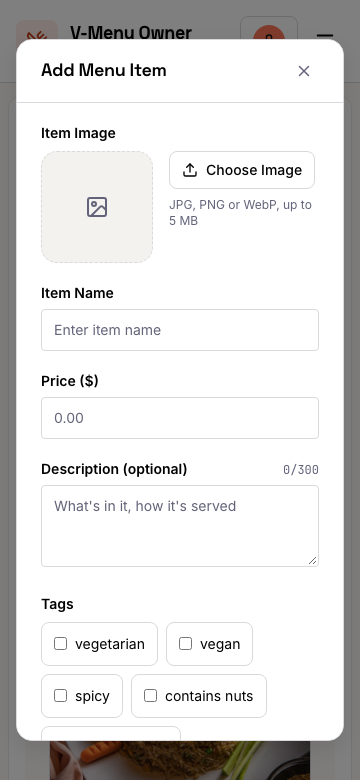 V-Menu Owner
Add Menu Item
Item Image
Choose Image
JPG, PNG or WebP, up to
5 MB
Item Name
Enter item name
Price ($)
0.00
Description (optional)
0/300
What's in it, how it's served
Tags
vegetarian
vegan
spicy
contains nuts